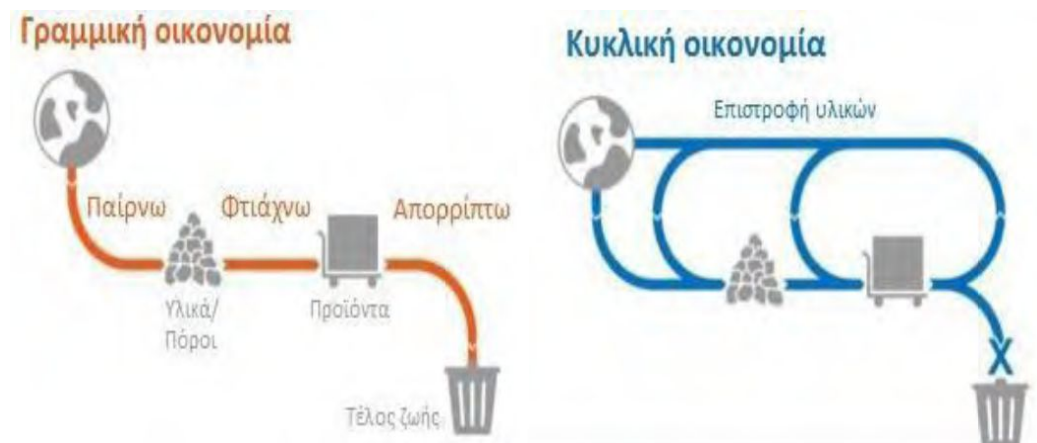 Γραμμική οικονομία
Παίρνω
Φτιάχνω
Απορρίπτω
Υλικά/
Πόροι
Προϊόντα
Τέλος ζωής
Κυκλική οικονομία
Επιστροφή υλικών
X